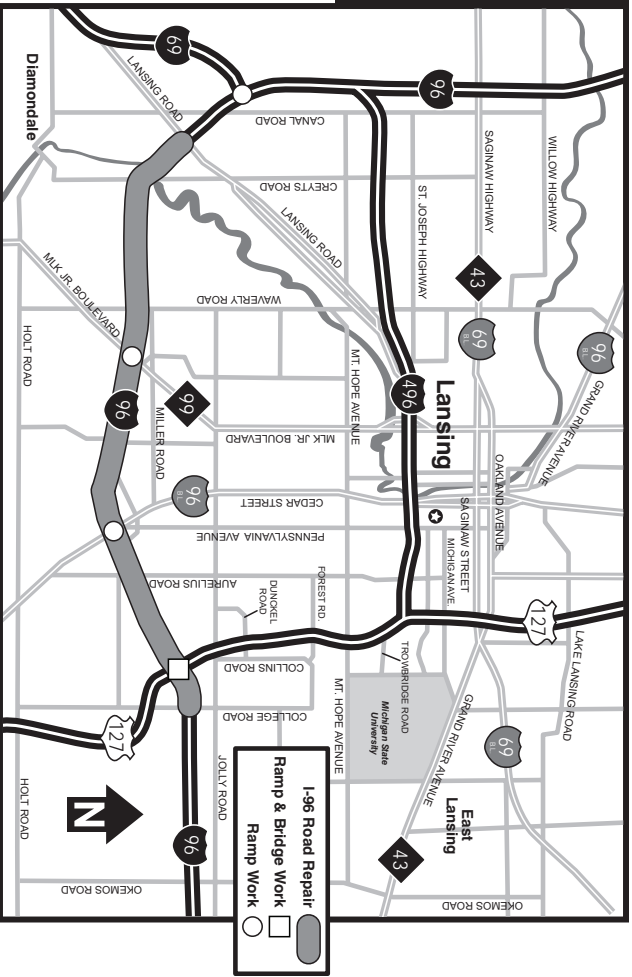 WILLOW HIGHWAY
SAGINAW HIGHWAY
ST. JOSEPH HIGHWAY
CANAL ROAD
CREYTS ROAD
LANSING ROAD
LANSING ROAD
Diamondale
69
96
43
69
BL
96
BL
GRAND RIVER AVENUE
WAVERLY ROAD
MLK JR. BOULEVARD
HOLT ROAD
MT. HOPE AVENUE
496
Lansing
99
96
MILLER ROAD
MLK JR. BOULEVARD
96
BL
CEDAR STREET
PENNSYLVANIA AVENUE
OAKLAND AVENUE
SAGINAW STREET
MICHIGAN AVE.
AURELIUS ROAD
DUNCKEL
ROAD
FOREST RD.
127
LAKE LANSING ROAD
TROWBRIDGE ROAD
COLLINS ROAD
COLLEGE ROAD
MT. HOPE AVENUE
Michigan State
University
GRAND RIVER AVENUE
69
BL
East
Lansing
43
127
JOLLY ROAD
HOLT ROAD
N
96
OKEMOS ROAD
OKEMOS ROAD
I-96 Road Repair
Ramp & Bridge Work
Ramp Work